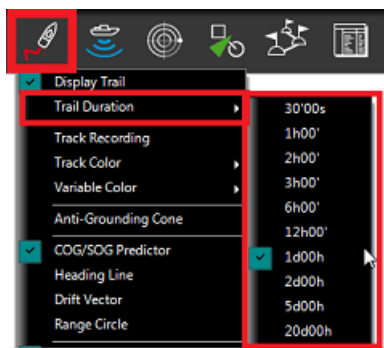 Display Trail
Trail Duration
Track Recording
Track Color
Variable Color
Anti-Grounding Cone
COG/SOG Predictor
Heading Line
Drift Vector
Range Circle
30'00s
1h00'
2h00'
3h00'
6h00'
12h00'
1d00h
2d00h
5d00h
20d00h